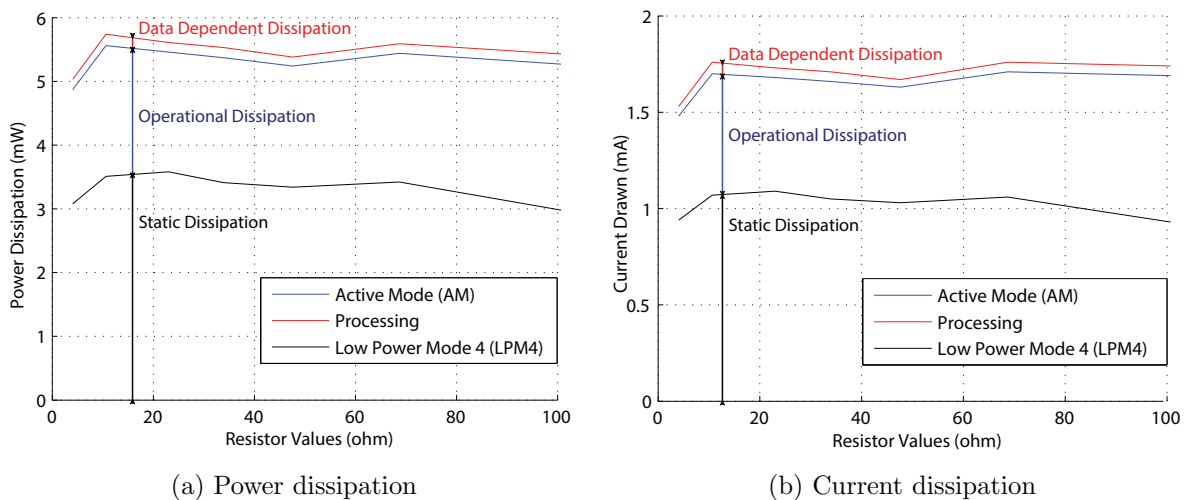 6
5
4
3
2
1
0
Power Dissipation (mW)
Data Dependent Dissipation
Operational Dissipation
Static Dissipation
Active Mode (AM)
Processing
Low Power Mode 4 (LPM4)
0 20 40 60 80 100
Resistor Values (ohm)
(a) Power dissipation
2
1.5
1
0.5
0
Current Drawn (mA)
Data Dependent Dissipation
Operational Dissipation
Static Dissipation
Active Mode (AM)
Processing
Low Power Mode 4 (LPM4)
0 20 40 60 80 100
Resistor Values (ohm)
(b) Current dissipation